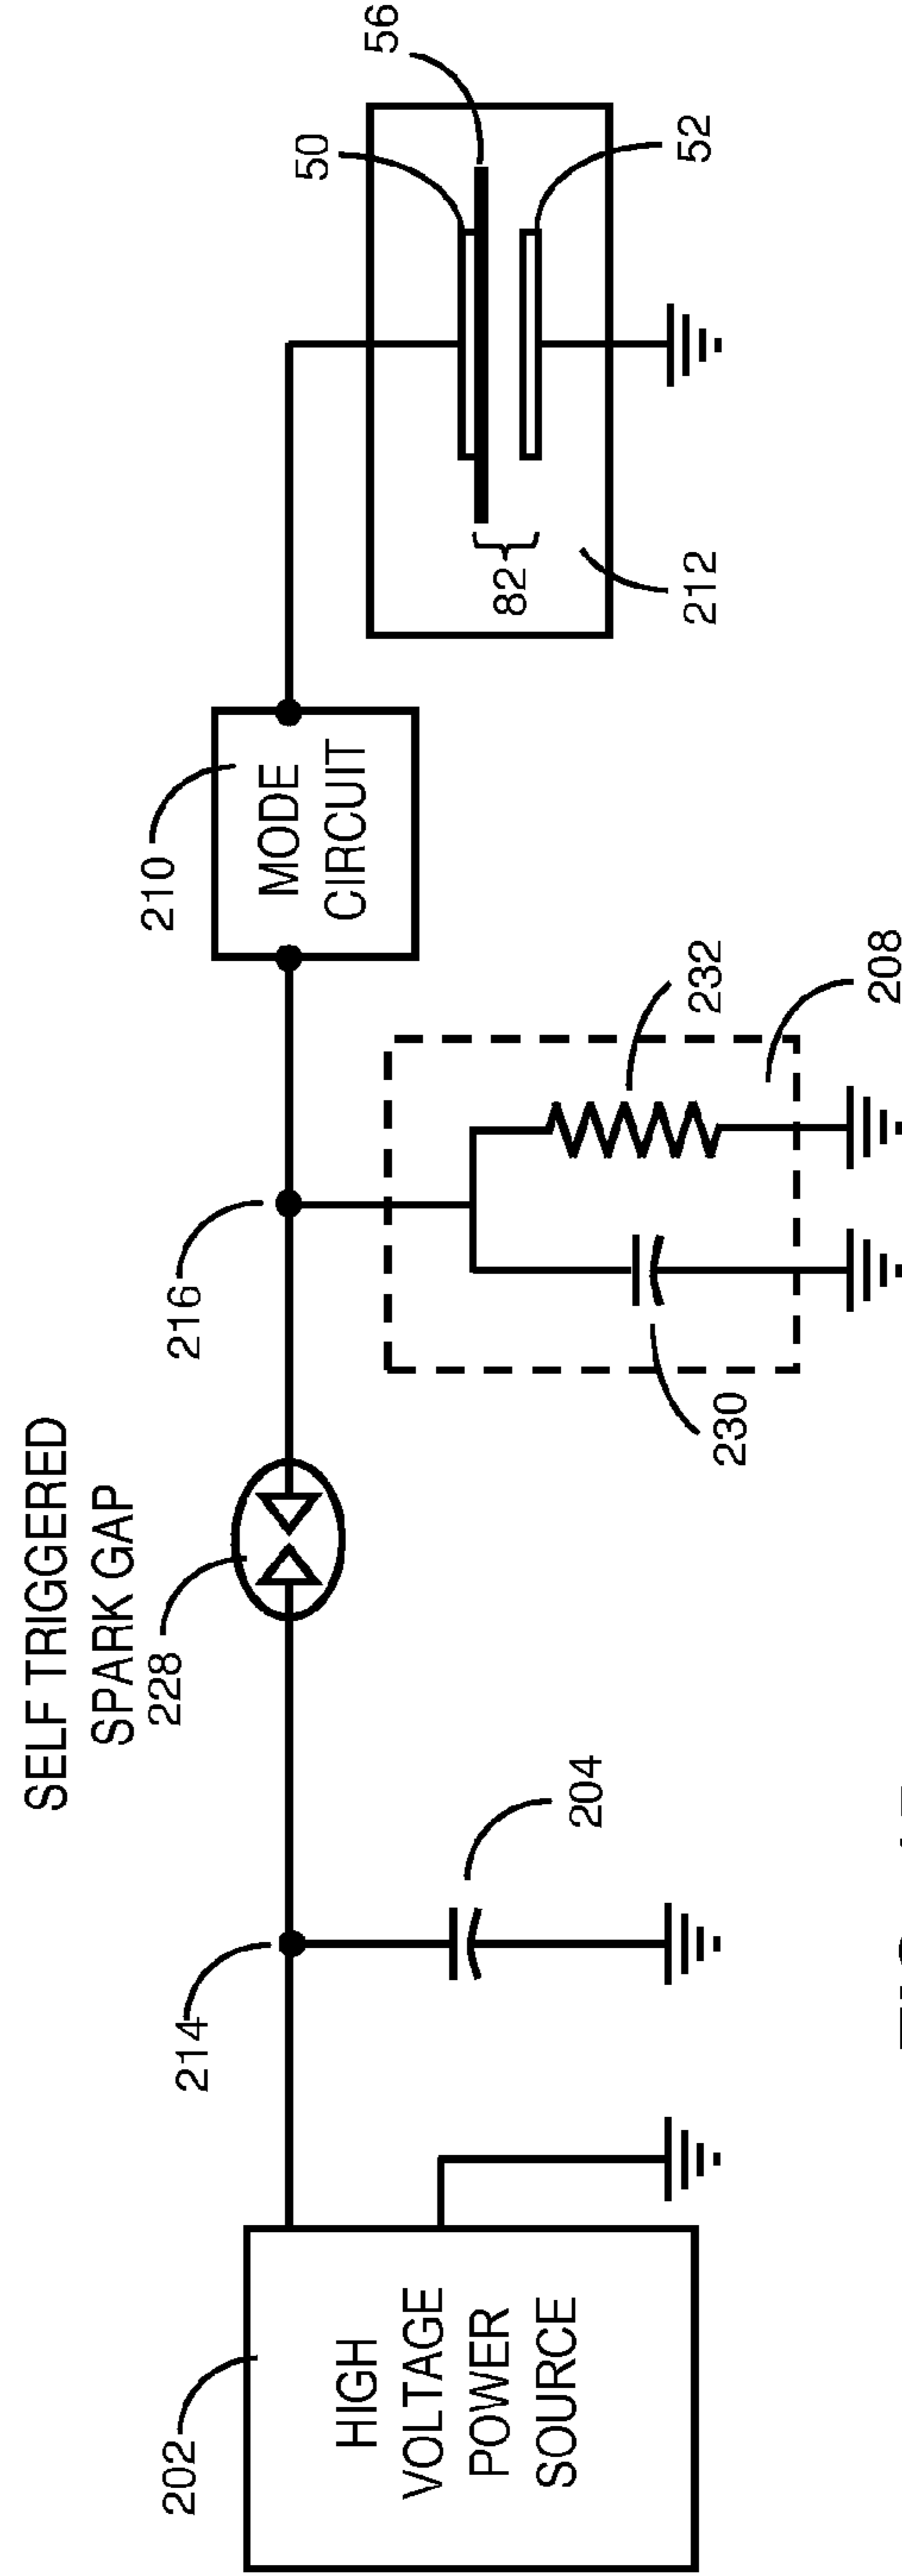 SELF TRIGGERED
SPARK GAP
228
202
HIGH
VOLTAGE
POWER
SOURCE
214
204
216
230
232
208
210
MODE
CIRCUIT
50
56
82
52
212